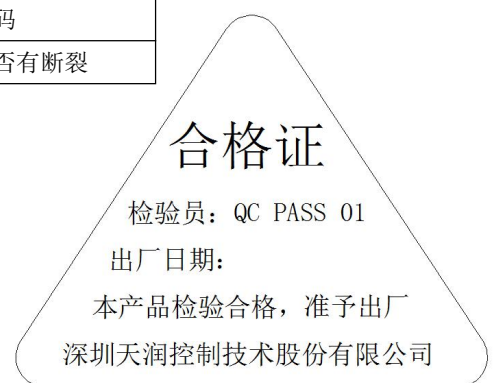 码
否有断裂
合格证
检验员：QC PASS 01
出厂日期：
本产品检验合格，准予出厂
深圳天润控制技术股份有限公司